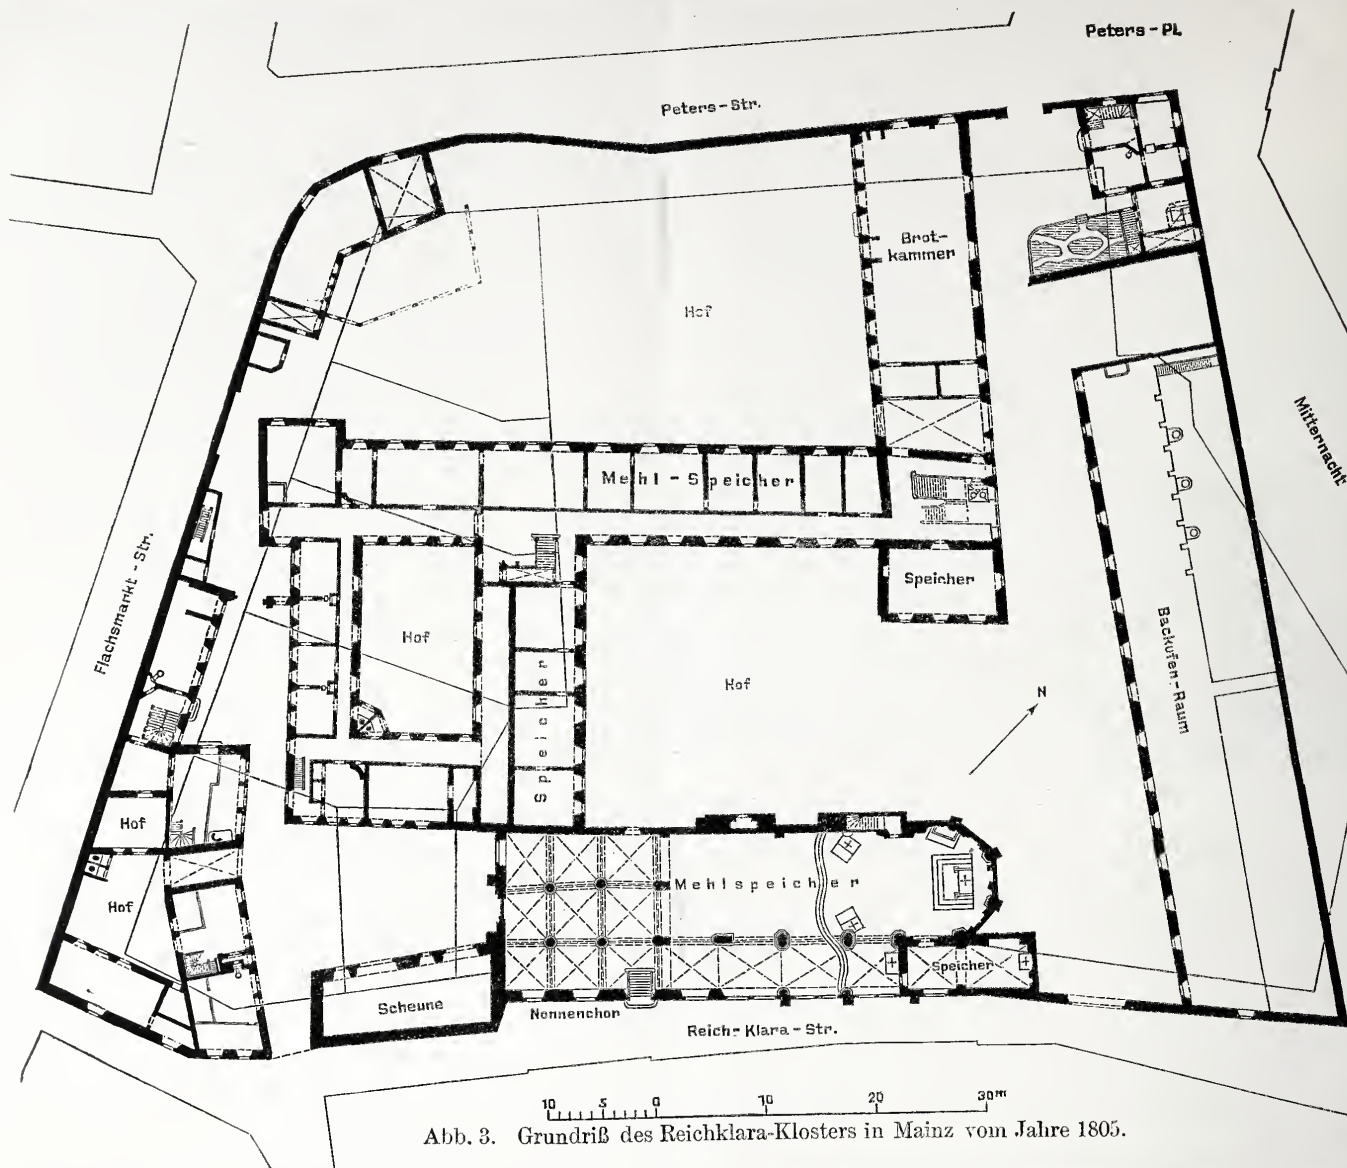 Peters-Pl.
Peters-Str.
Brot-
kammer
Hof
Mitternacht
Mehl-Speicher
Speicher
Flachsmarkt-Str.
Hof
Speicher
Hof
N
Backofen-Raum
Hof
Hof
Mehlspeicher
Speicher
Scheune
Nonnenchor
Reich-Klara-Str.
10 5 0 10 20 30m
Abb. 3. Grundriß des Reichklara-Klosters in Mainz vom Jahre 1805.